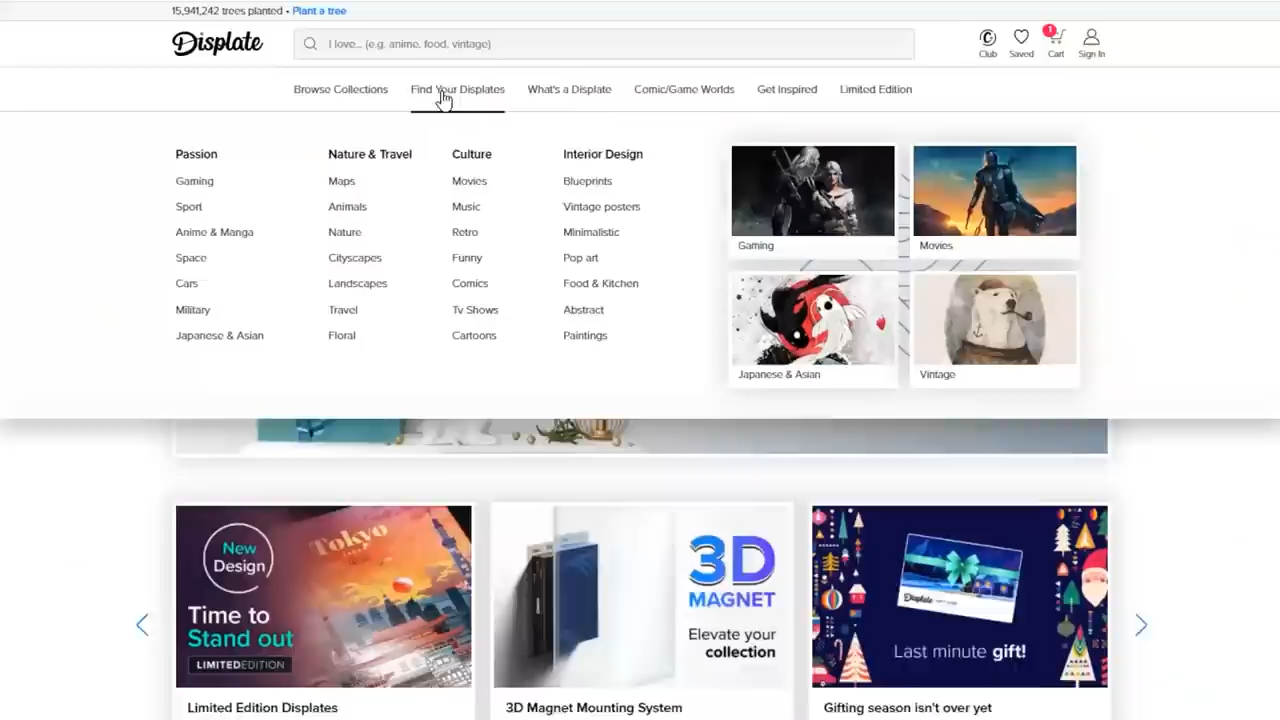 15,941,242 trees planted • Plant a tree
Displate
I love... (e.g. anime, food, vintage)
1
Club
Saved
Cart
Sign In
Browse Collections
Find Your Displates
What's a Displate
Comic/Game Worlds
Get Inspired
Limited Edition
Passion
Gaming
Sport
Anime & Manga
Space
Cars
Military
Japanese & Asian
Nature & Travel
Maps
Animals
Nature
Cityscapes
Landscapes
Travel
Floral
Culture
Movies
Music
Retro
Funny
Comics
Tv Shows
Cartoons
Interior Design
Blueprints
Vintage posters
Minimalistic
Pop art
Food & Kitchen
Abstract
Paintings
Gaming
Movies
Japanese & Asian
Vintage
New
Design
Tokyo
Time to
Stand out
LIMITEDEDITION
Limited Edition Displates
3D
MAGNET
Elevate your
collection
3D Magnet Mounting System
Displate
Last minute gift!
Gifting season isn't over yet